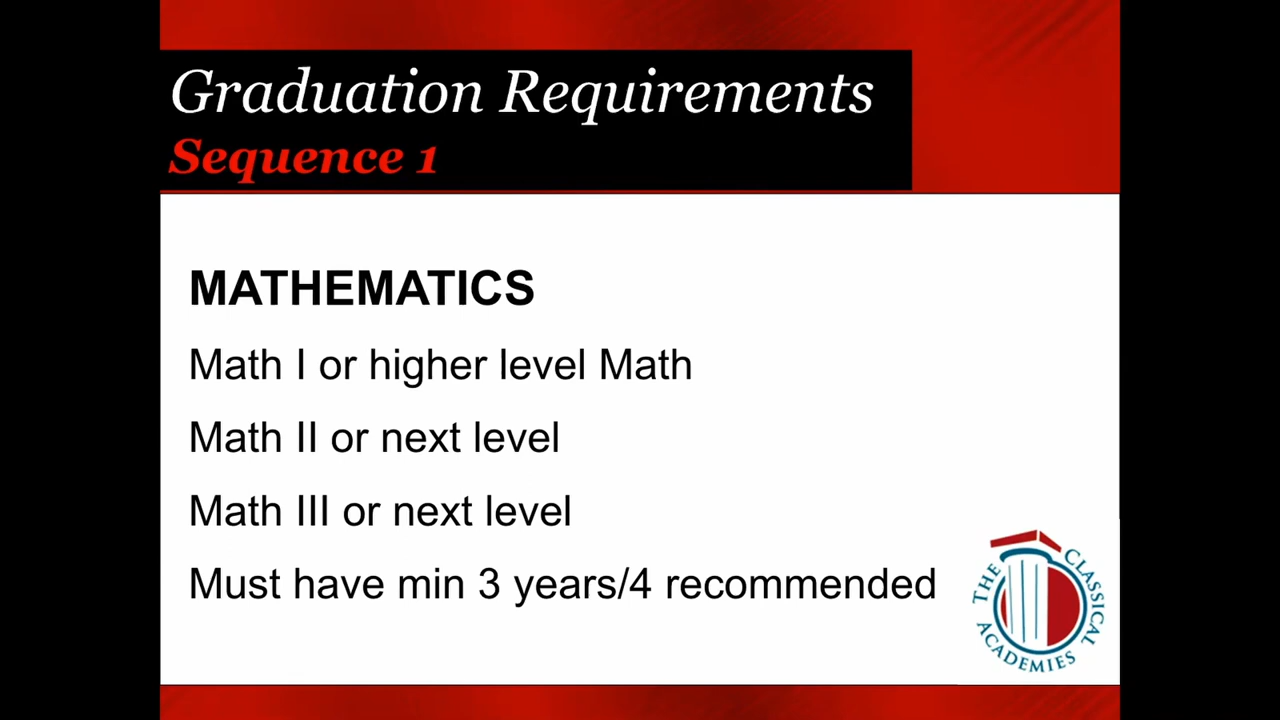 Graduation Requirements
Sequence 1
MATHEMATICS
Math I or higher level Math
Math II or next level
Math III or next level
Must have min 3 years/4 recommended
THE CLASSICAL ACADEMIES